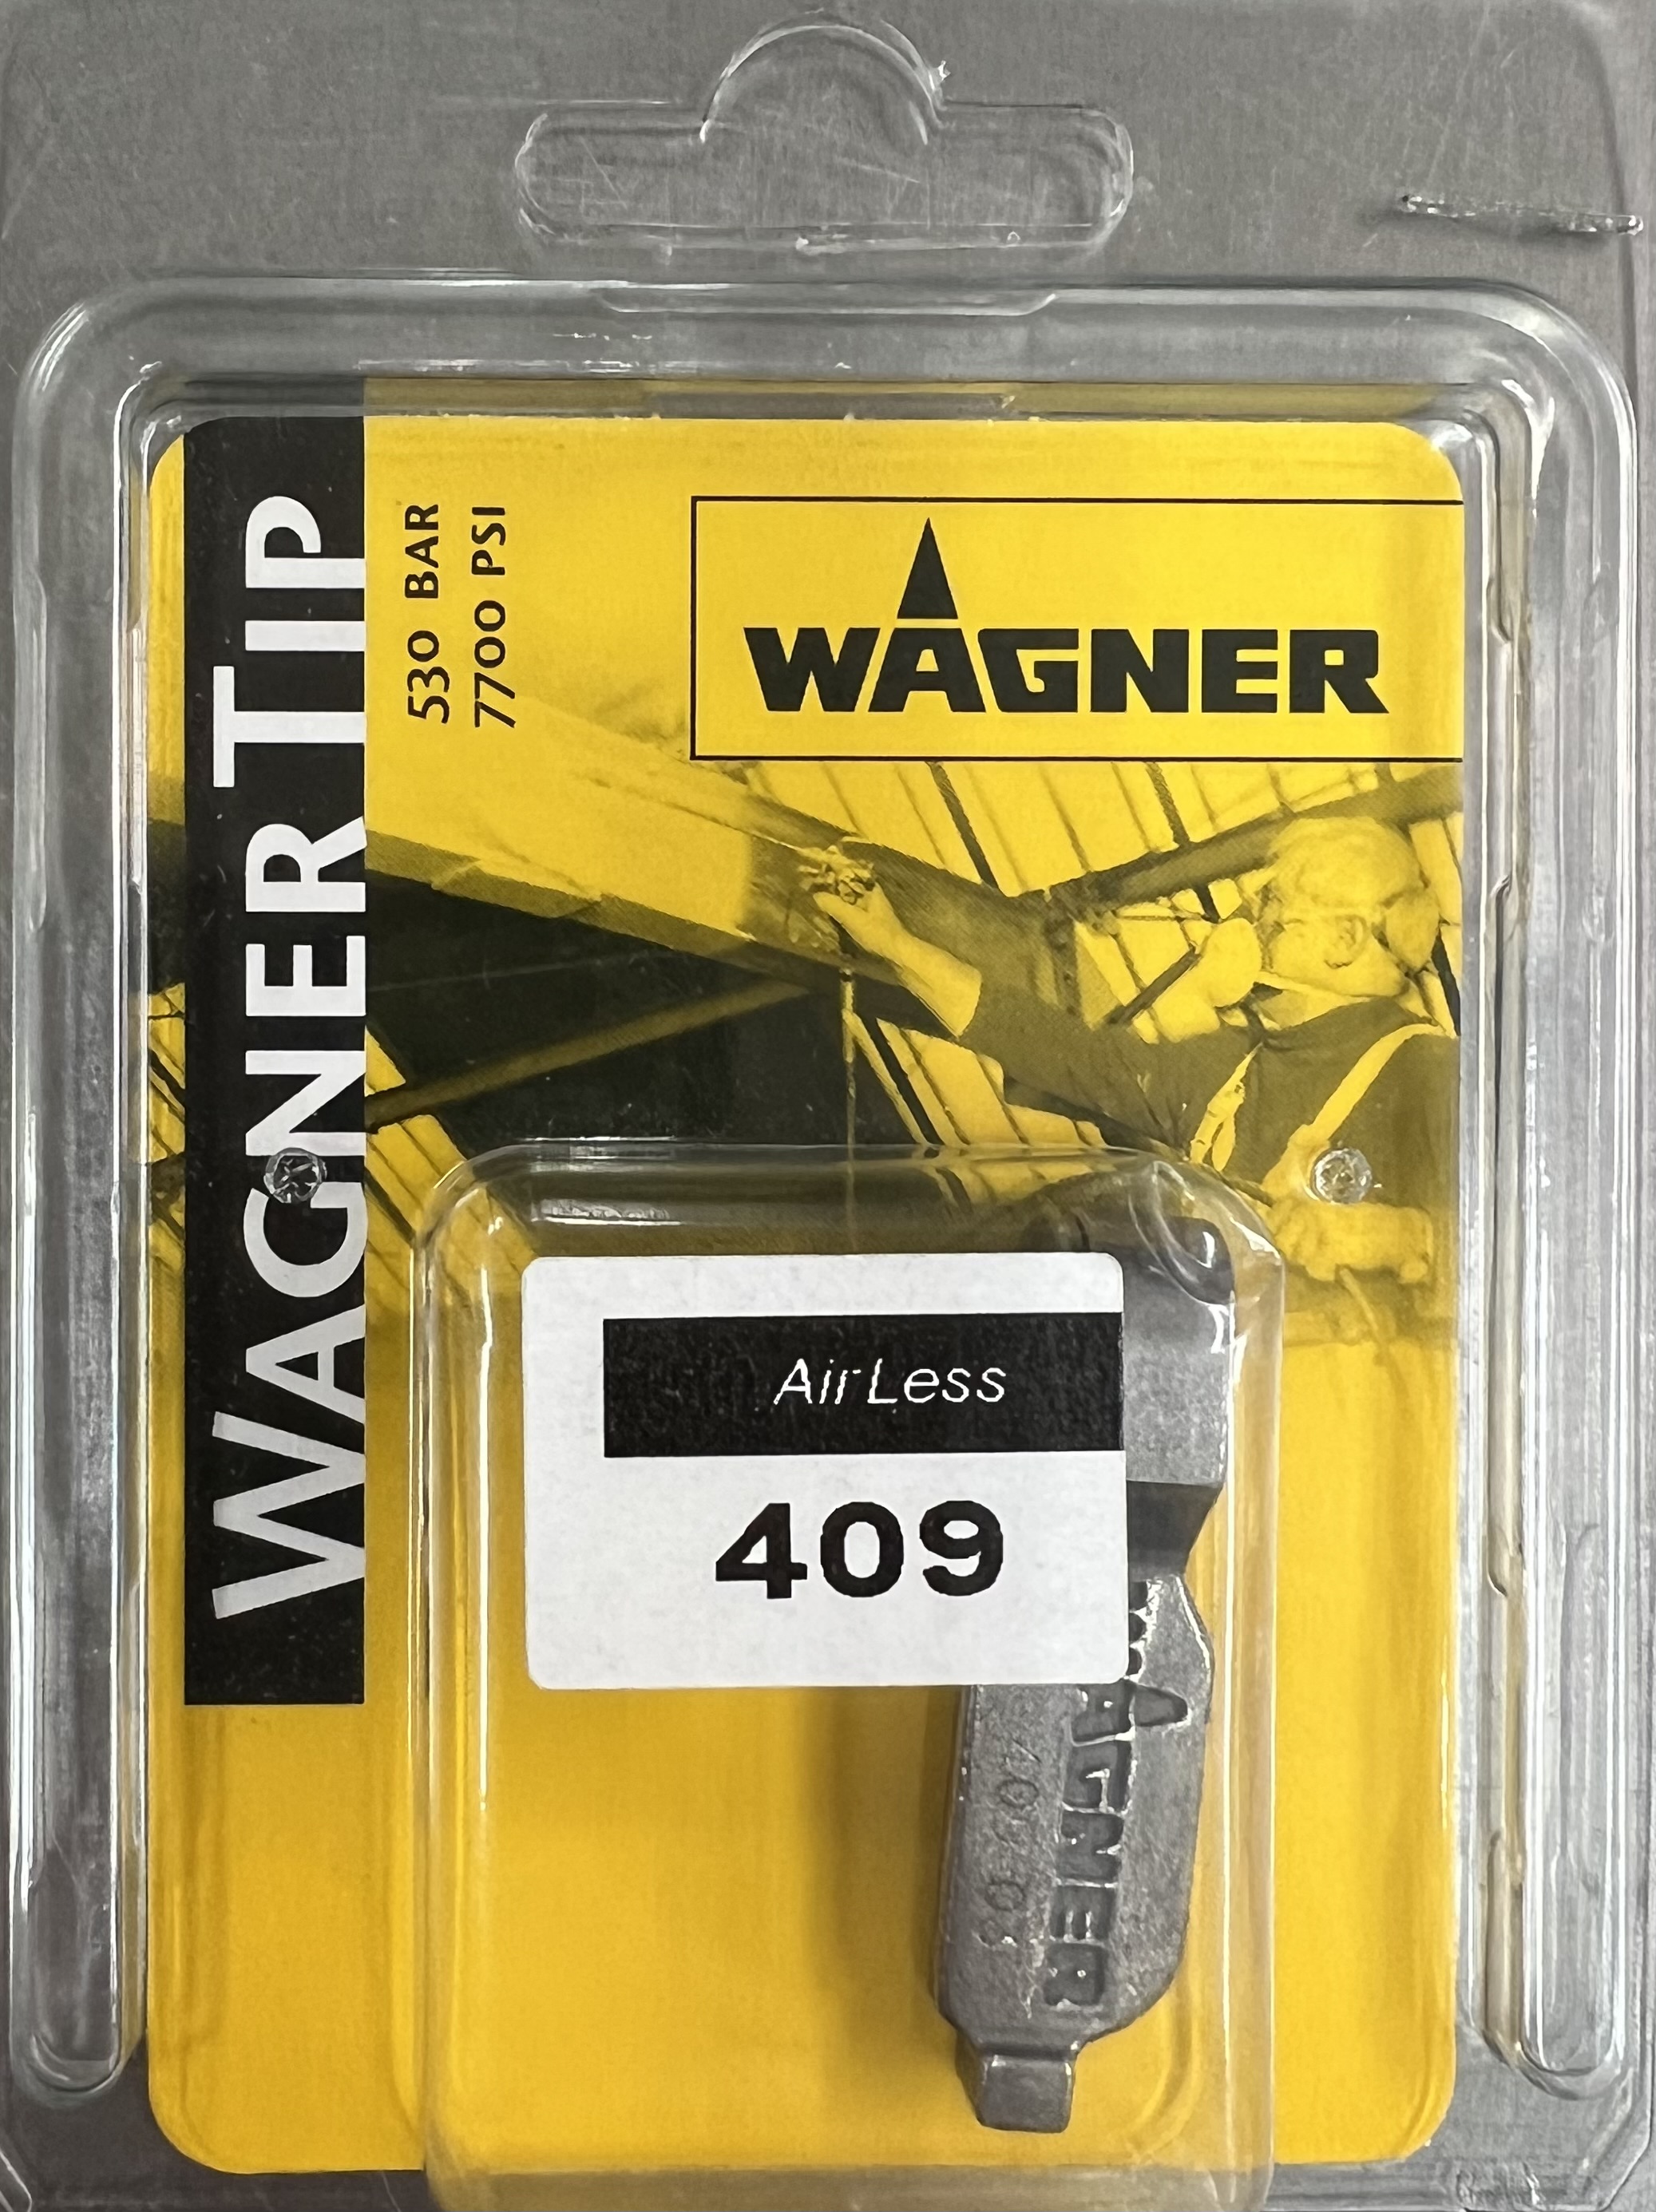 WAGNER TIP
530 BAR
7700 PSI
WAGNER
AirLess
409
WAGNER